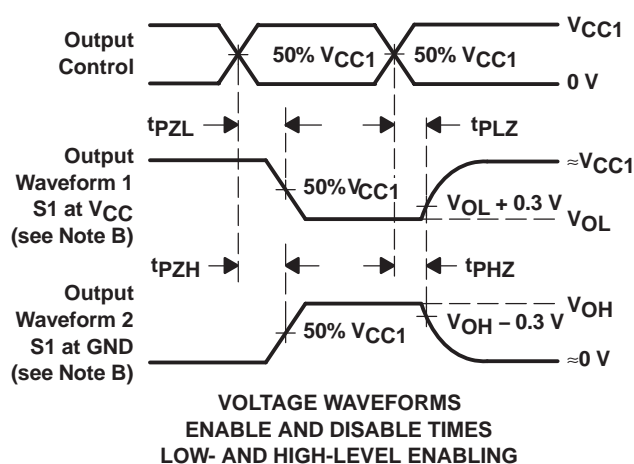 Output
Control
50% VCC1
50% VCC1
VCC1
0 V
tPZL
tPLZ
Output
Waveform 1
S1 at VCC
(see Note B)
50% VCC1
≈VCC1
VOL + 0.3 V
VOL
tPZH
tPHZ
Output
Waveform 2
S1 at GND
(see Note B)
50% VCC1
VOH
VOH – 0.3 V
≈0 V
VOLTAGE WAVEFORMS
ENABLE AND DISABLE TIMES
LOW- AND HIGH-LEVEL ENABLING